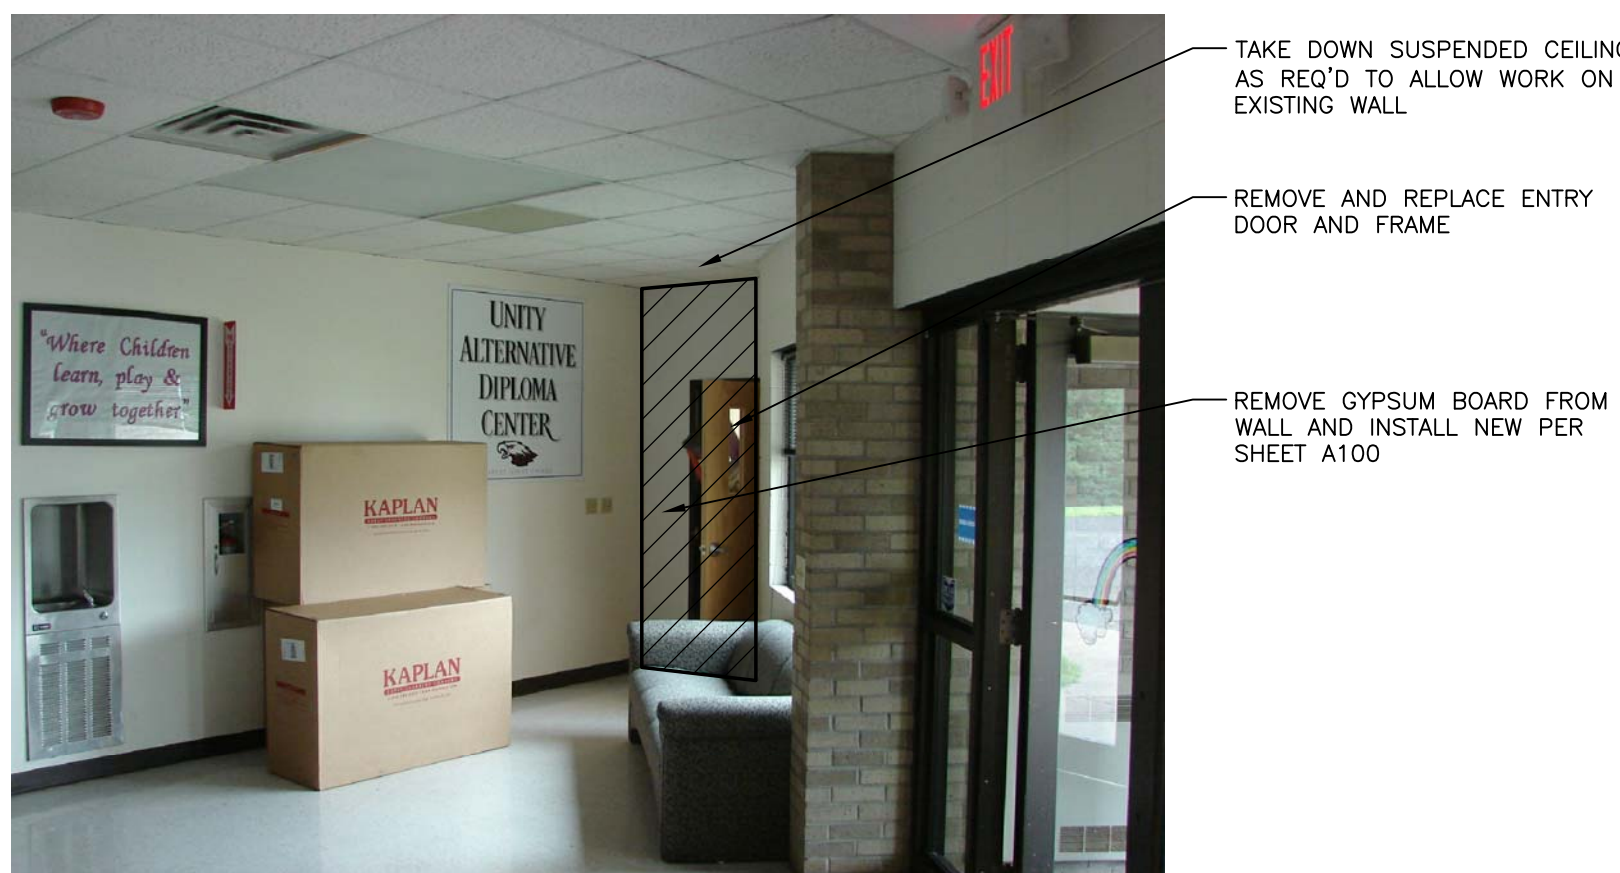 TAKE DOWN SUSPENDED CEILING
AS REQ'D TO ALLOW WORK ON
EXISTING WALL
EXIT
REMOVE AND REPLACE ENTRY
DOOR AND FRAME
"Where Children
learn, play &
grow together"
UNITY
ALTERNATIVE
DIPLOMA
CENTER
REMOVE GYPSUM BOARD FROM
WALL AND INSTALL NEW PER
SHEET A100
KAPLAN
KAPLAN